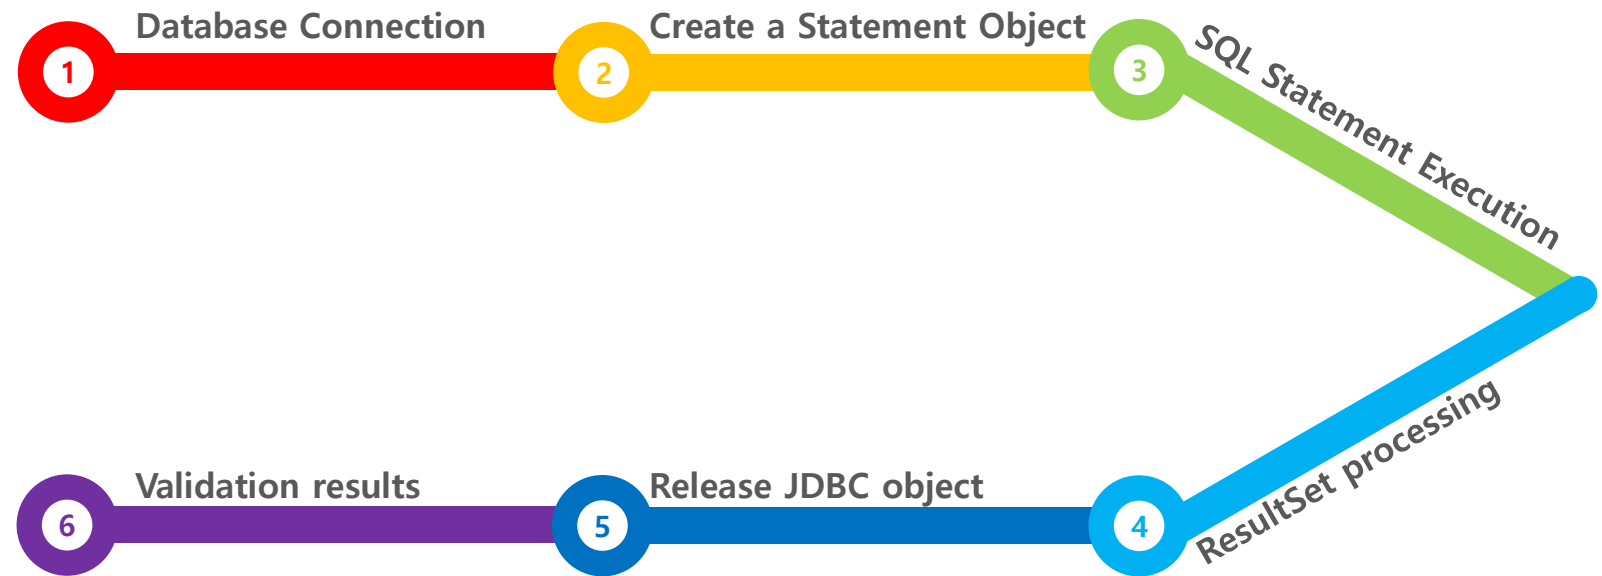 1
Database Connection
2
Create a Statement Object
3
SQL Statement Execution
4
ResultSet processing
5
Release JDBC object
6
Validation results